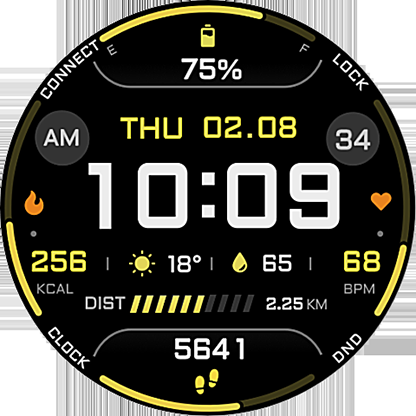 CONNECT E F LOCK
75%
AM THU 02.08 34
10:09
256 18° 65 68
KCAL BPM
DIST 2.25 KM
CLOCK 5641 DND